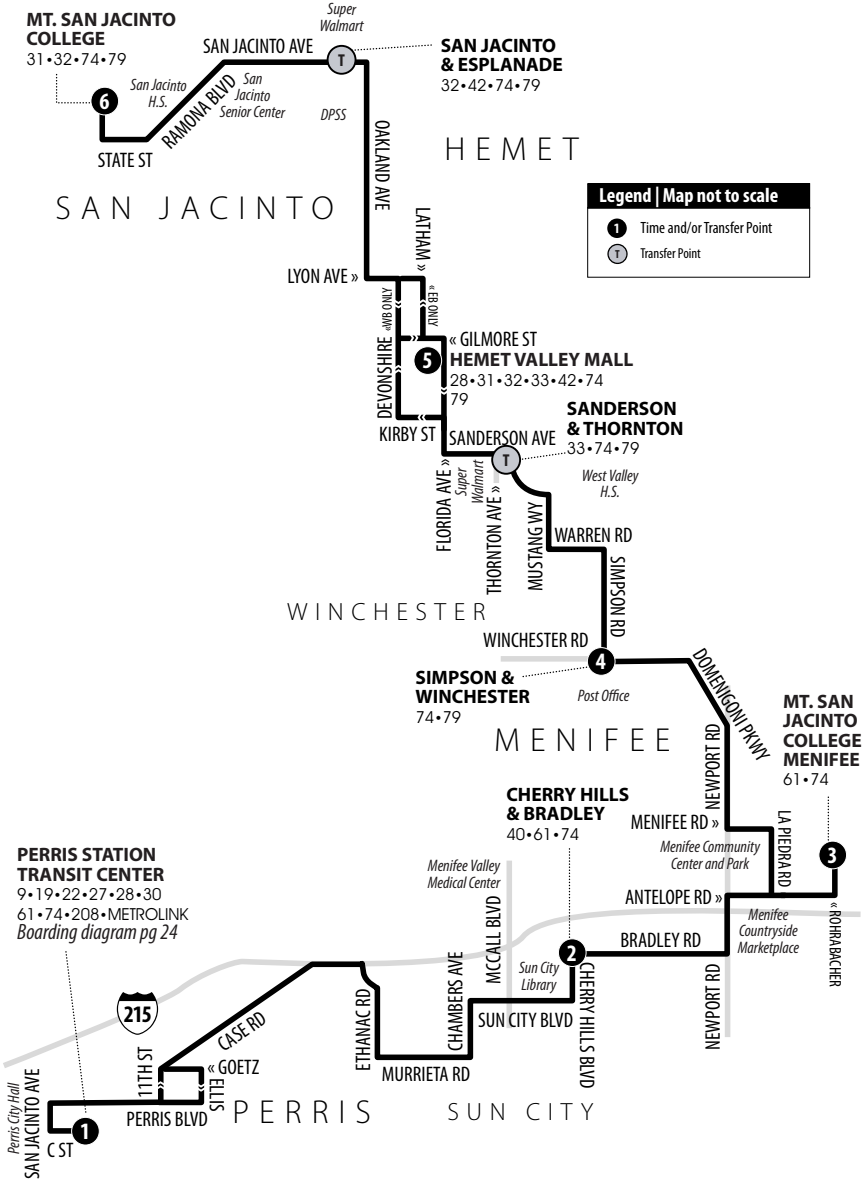 Super
Walmart
MT. SAN JACINTO
COLLEGE
31•32•74•79
SAN JACINTO AVE
T
SAN JACINTO
& ESPLANADE
32•42•74•79
San Jacinto
H.S.
6
RAMONA BLVD
San
Jacinto
Senior Center
DPSS
STATE ST
OAKLAND AVE
HEMET
SAN JACINTO
Legend | Map not to scale
1 Time and/or Transfer Point
T Transfer Point
LATHAM »
LYON AVE »
«WB ONLY
« EB ONLY
DEVONSHIRE
« GILMORE ST
5
HEMET VALLEY MALL
28•31•32•33•42•74
79
KIRBY ST
SANDERSON AVE
SANDERSON
& THORNTON
33•74•79
T
FLORIDA AVE »
Super
Walmart
THORNTON AVE »
West Valley
H.S.
MUSTANG WY
WARREN RD
SIMPSON RD
WINCHESTER
WINCHESTER RD
4
SIMPSON &
WINCHESTER
74•79
Post Office
DOMENIGONI PKWY
MENIFEE
NEWPORT RD
MT. SAN
JACINTO
COLLEGE
MENIFEE
61•74
CHERRY HILLS
& BRADLEY
40•61•74
MENIFEE RD »
LA PIEDRA RD
Menifee Community
Center and Park
3
PERRIS STATION
TRANSIT CENTER
9•19•22•27•28•30
61•74•208•METROLINK
Boarding diagram pg 24
Menifee Valley
Medical Center
MCCALL BLVD
ANTELOPE RD »
« ROHRABACHER
Menifee
Countryside
Marketplace
BRADLEY RD
2
Sun City
Library
CHAMBERS AVE
SUN CITY BLVD
CHERRY HILLS BLVD
NEWPORT RD
215
CASE RD
ETHANAC RD
MURRIETA RD
11TH ST
« GOETZ
ELLIS
PERRIS BLVD
PERRIS
SUN CITY
Perris City Hall
SAN JACINTO AVE
C ST
1